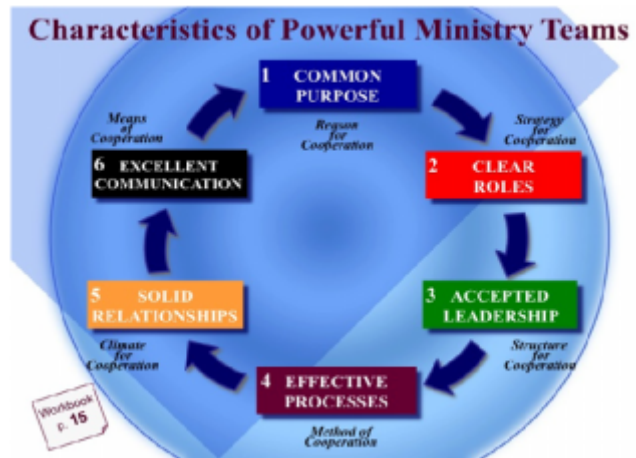 Characteristics of Powerful Ministry Teams
1 COMMON
PURPOSE
Reason
for
Cooperation
Strategy
for
Cooperation
2 CLEAR
ROLES
3 ACCEPTED
LEADERSHIP
Structure
for
Cooperation
4 EFFECTIVE
PROCESSES
Method of
Cooperation
5 SOLID
RELATIONSHIPS
Climate
for
Cooperation
6 EXCELLENT
COMMUNICATION
Means
of
Cooperation
Workbook
p. 15